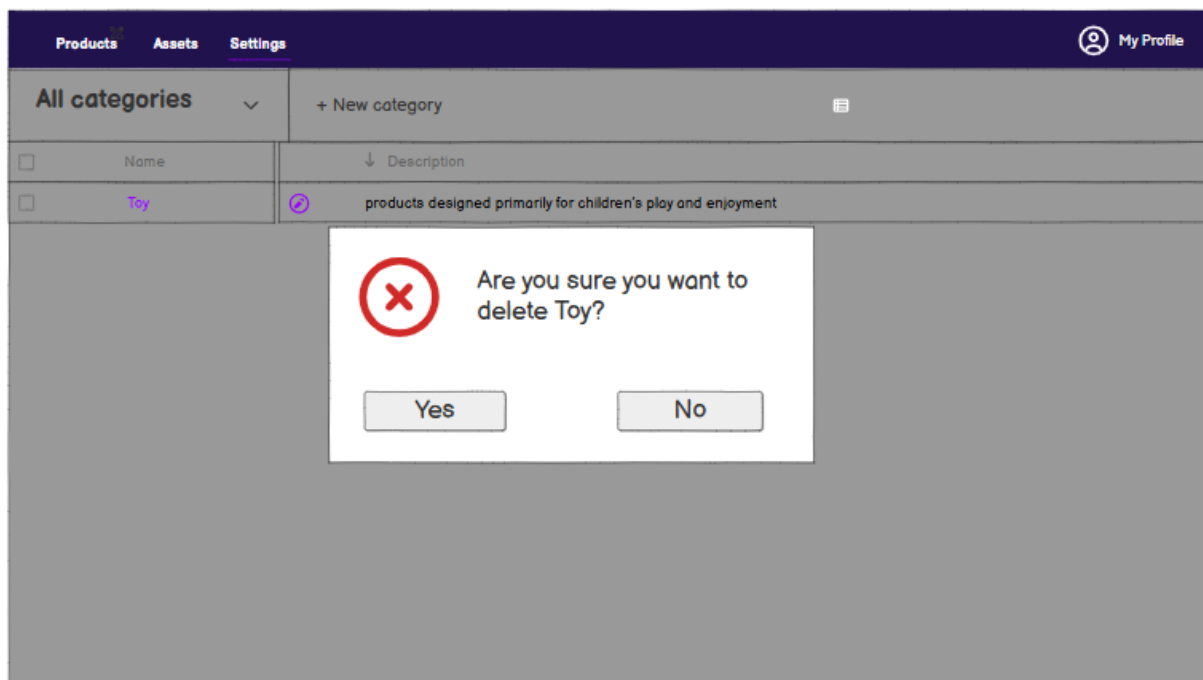 Products Assets Settings My Profile
All categories + New category
Name Description
Toy products designed primarily for children's play and enjoyment
Are you sure you want to
delete Toy?
Yes No